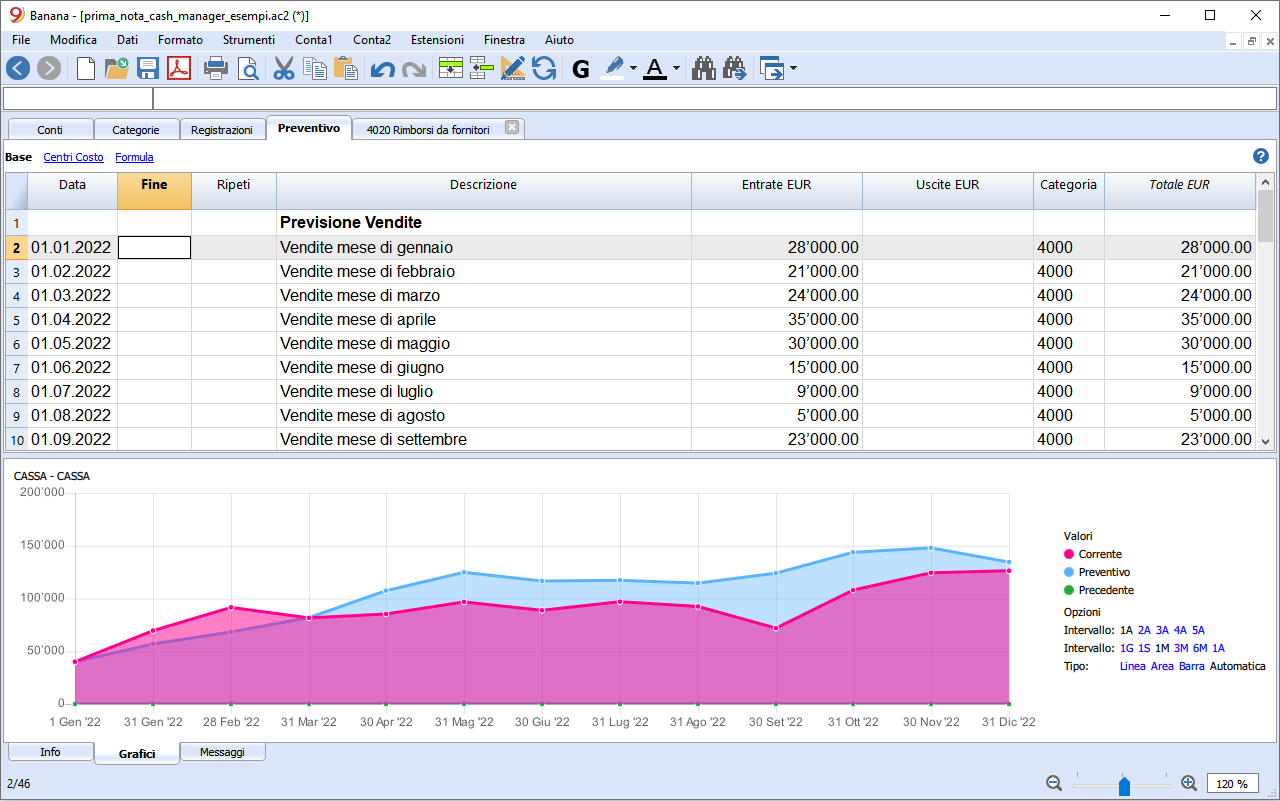 Banana - [prima_nota_cash_manager_esempi.ac2 (*)]
File Modifica Dati Formato Strumenti Conta1 Conta2 Estensioni Finestra Aiuto
G A
Conti Categorie Registrazioni Preventivo 4020 Rimborsi da fornitori
Base Centri Costo Formula
Data Fine Ripeti Descrizione Entrate EUR Uscite EUR Categoria Totale EUR
1 Previsione Vendite
2 01.01.2022 Vendite mese di gennaio 28’000.00 4000 28’000.00
3 01.02.2022 Vendite mese di febbraio 21’000.00 4000 21’000.00
4 01.03.2022 Vendite mese di marzo 24’000.00 4000 24’000.00
5 01.04.2022 Vendite mese di aprile 35’000.00 4000 35’000.00
6 01.05.2022 Vendite mese di maggio 30’000.00 4000 30’000.00
7 01.06.2022 Vendite mese di giugno 15’000.00 4000 15’000.00
8 01.07.2022 Vendite mese di luglio 9’000.00 4000 9’000.00
9 01.08.2022 Vendite mese di agosto 5’000.00 4000 5’000.00
10 01.09.2022 Vendite mese di settembre 23’000.00 4000 23’000.00
CASSA - CASSA
200’000
150’000
100’000
50’000
0
1 Gen '22 31 Gen '22 28 Feb '22 31 Mar '22 30 Apr '22 31 Mag '22 30 Giu '22 31 Lug '22 31 Ago '22 30 Set '22 31 Ott '22 30 Nov '22 31 Dic '22
Valori
Corrente
Preventivo
Precedente
Opzioni
Intervallo: 1A 2A 3A 4A 5A
Intervallo: 1G 1S 1M 3M 6M 1A
Tipo: Linea Area Barra Automatica
Info Grafici Messaggi
2/46 120 %